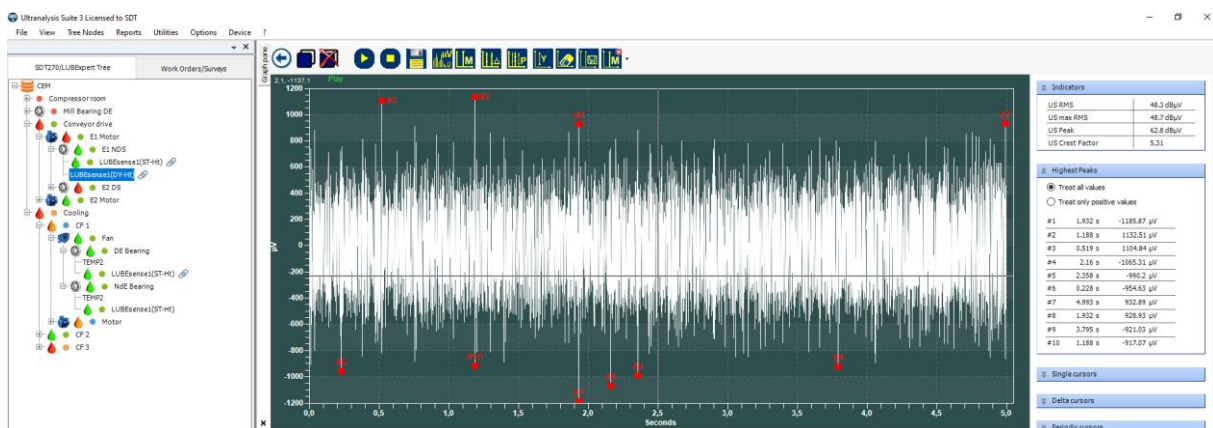 Ultranalysis Suite 3 Licensed to SDT
File View Tree Nodes Reports Utilities Options Device ?
SDT270/LUBExpert Tree
Work Orders/Surveys
CEM
Compressor room
Mill Bearing DE
Conveyor drive
E1 Motor
E1 NDS
LUBEsense1(ST-Ht)
LUBEsense1(DY-Ht)
E2 DS
E2 Motor
Cooling
CF 1
Fan
DE Bearing
TEMP2
LUBEsense1(ST-Ht)
NdE Bearing
TEMP2
LUBEsense1(ST-Ht)
Motor
CF 2
CF 3
Graph pane
2.1, -1137,1 Play
1200
1000
800
600
400
200
0
-200
-400
-600
-800
-1000
-1200
µV
0,0 0,5 1,0 1,5 2,0 2,5 3,0 3,5 4,0 4,5 5,0
Seconds
#3
#2
#10
Indicators
US RMS 48.3 dBµV
US max RMS 48.7 dBµV
US Peak 62.8 dBµV
US Crest Factor 5.31
Highest Peaks
Treat all values
Treat only positive values
#1 1.932 s -1185.87 µV
#2 1.188 s 1132.51 µV
#3 0.519 s 1104.84 µV
#4 2.16 s -1065.31 µV
#5 2.358 s -990.2 µV
#6 0.228 s -954.63 µV
#7 4.993 s 932.89 µV
#8 1.932 s 928.93 µV
#9 3.795 s -921.03 µV
#10 1.188 s -917.07 µV
Single cursors
Delta cursors
Periodic cursors